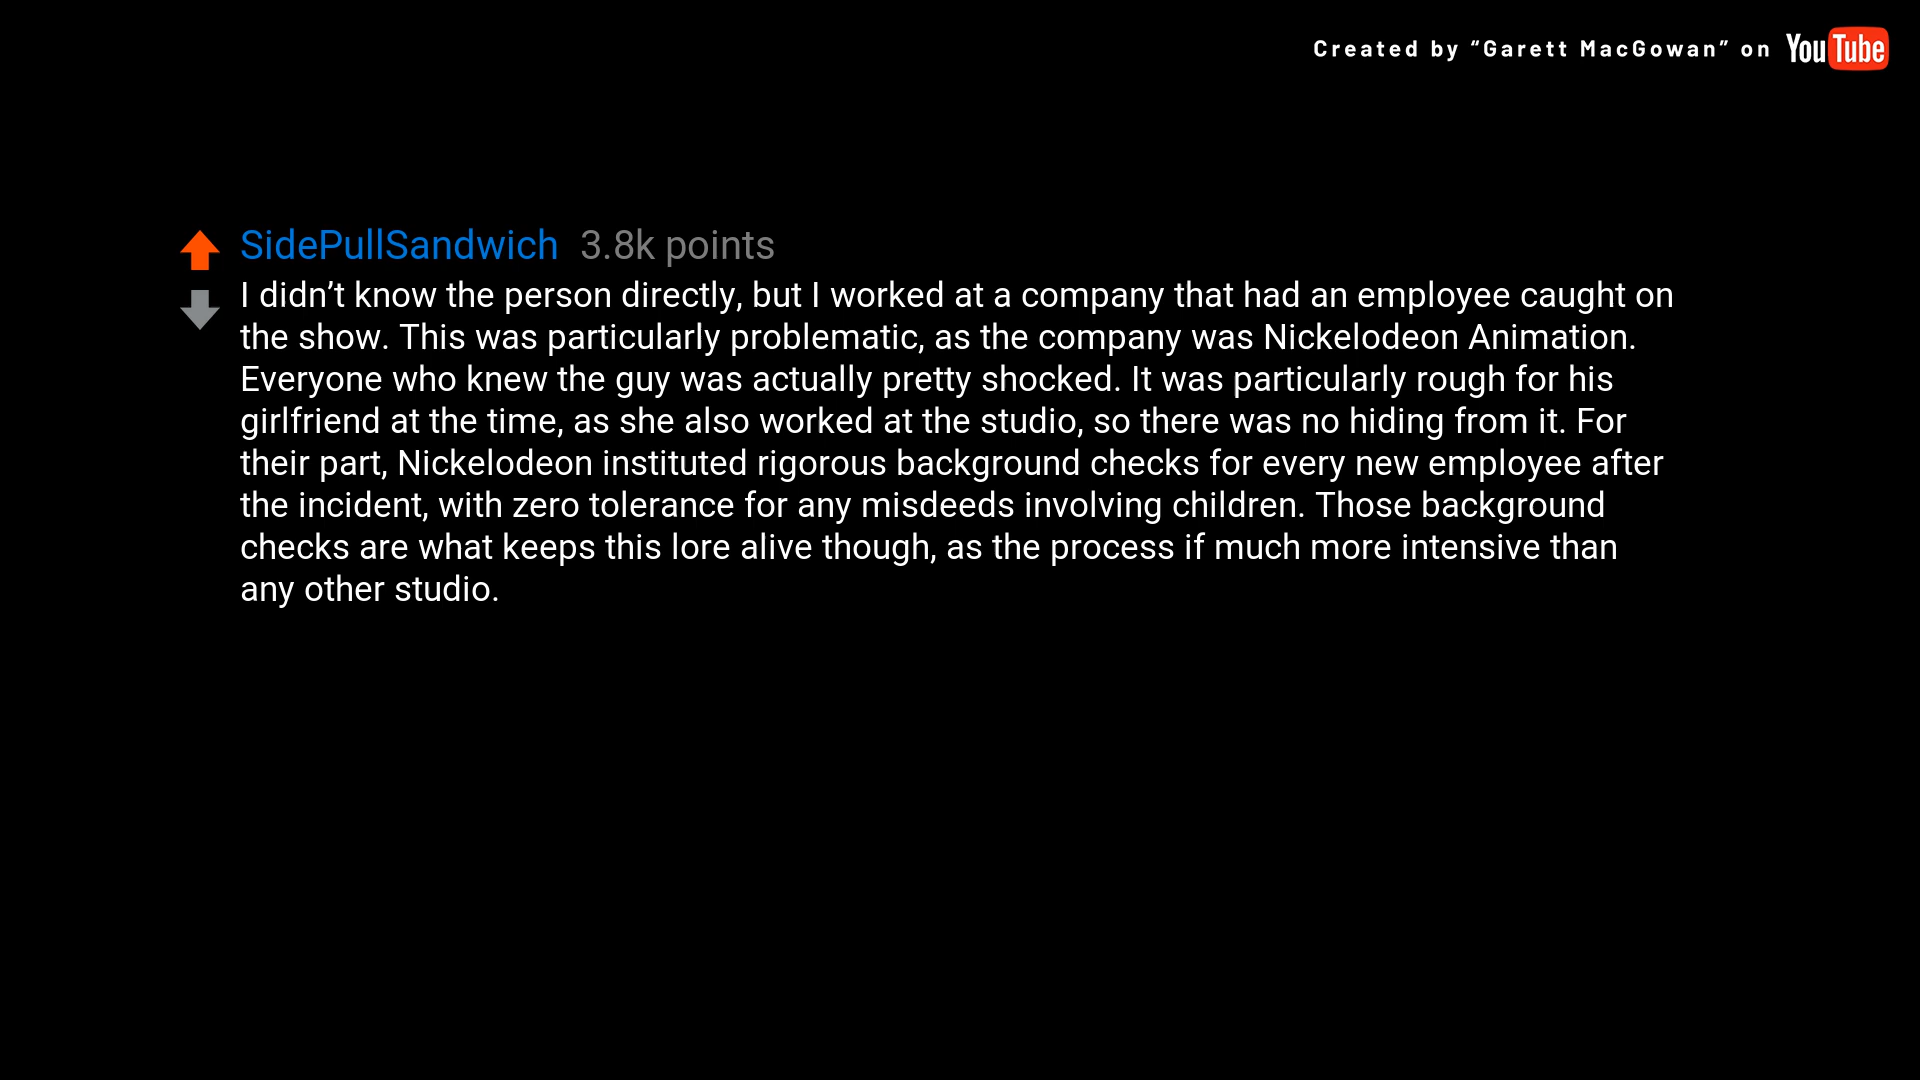 Created by “Garett MacGowan” on YouTube
SidePullSandwich 3.8k points
I didn’t know the person directly, but I worked at a company that had an employee caught on
the show. This was particularly problematic, as the company was Nickelodeon Animation.
Everyone who knew the guy was actually pretty shocked. It was particularly rough for his
girlfriend at the time, as she also worked at the studio, so there was no hiding from it. For
their part, Nickelodeon instituted rigorous background checks for every new employee after
the incident, with zero tolerance for any misdeeds involving children. Those background
checks are what keeps this lore alive though, as the process if much more intensive than
any other studio.